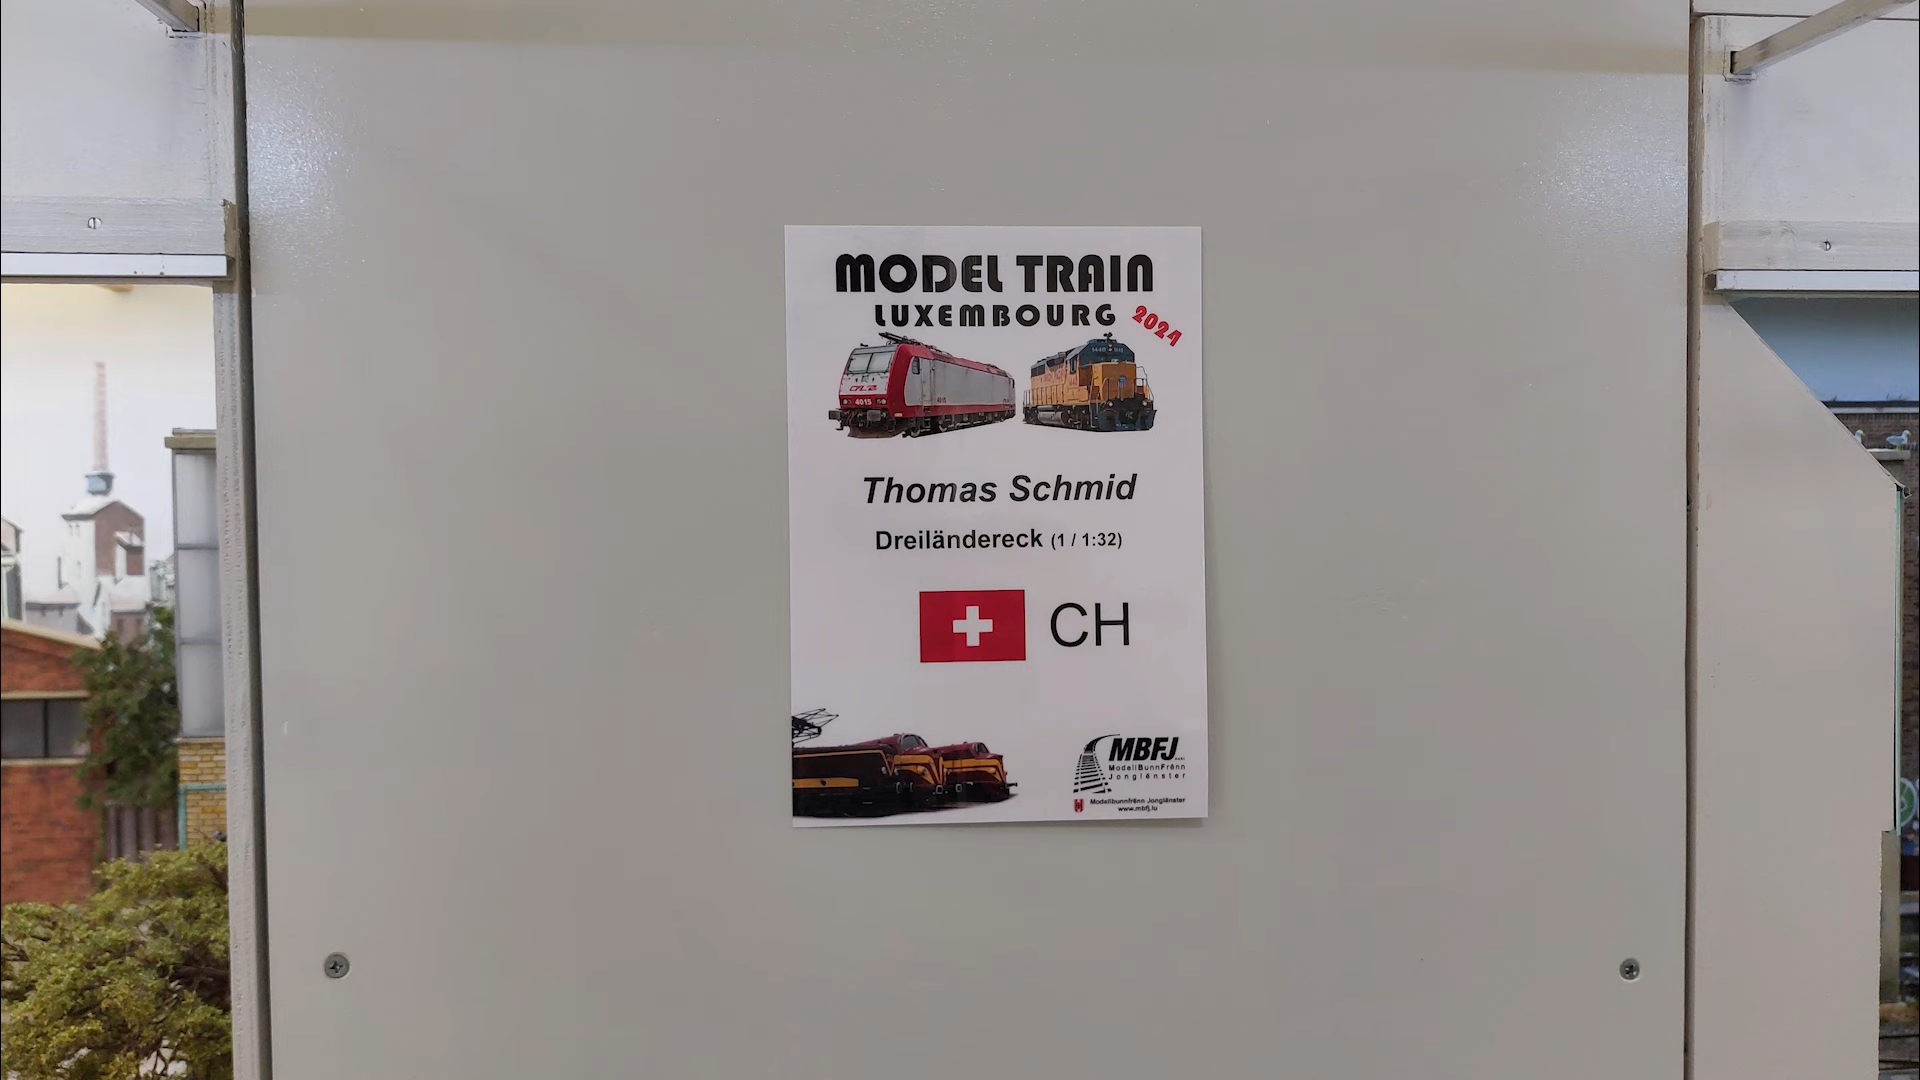 MODEL TRAIN
LUXEMBOURG 2024
4015
Thomas Schmid
Dreiländereck (1 / 1:32)
CH
MBFJ
ModellBunnFrënn
Jonglënster
Modellbunnfrënn Jonglënster
www.mbfj.lu